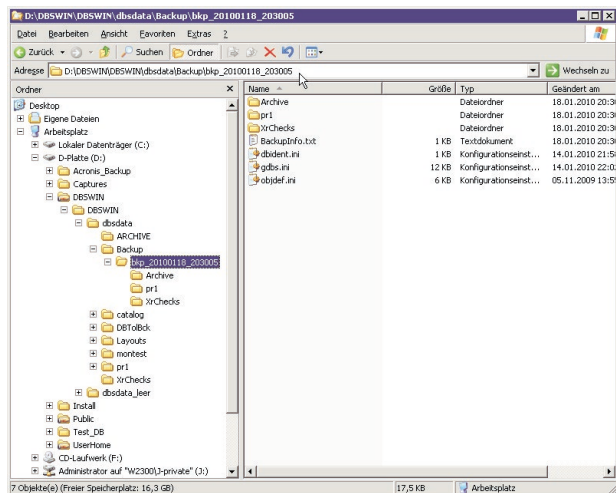 D:\DBSWIN\DBSWIN\dbsdata\Backup\bkp_20100118_203005
Datei Bearbeiten Ansicht Favoriten Extras ?
Zurück Suchen Ordner
Adresse D:\DBSWIN\DBSWIN\dbsdata\Backup\bkp_20100118_203005 Wechseln zu
Ordner
Desktop
Eigene Dateien
Arbeitsplatz
Lokaler Datenträger (C:)
D-Platte (D:)
Acronis_Backup
Captures
DBSWIN
DBSWIN
dbsdata
ARCHIVE
Backup
bkp_20100118_203005
Archive
pr1
XrChecks
catalog
DBToBck
Layouts
montest
pr1
XrChecks
dbsdata_leer
Install
Public
Test_DB
UserHome
CD-Laufwerk (F:)
Administrator auf "W2300\J-private" (J:)
Name Größe Typ Geändert am
Archive Dateiordner 18.01.2010 20:30
pr1 Dateiordner 18.01.2010 20:30
XrChecks Dateiordner 18.01.2010 20:30
BackupInfo.txt 1 KB Textdokument 18.01.2010 20:30
dbident.ini 1 KB Konfigurationseinst... 14.01.2010 21:58
gdbs.ini 12 KB Konfigurationseinst... 14.01.2010 22:02
objdef.ini 6 KB Konfigurationseinst... 05.11.2009 13:55
7 Objekte(e) (Freier Speicherplatz: 16,3 GB) 17,5 KB Arbeitsplatz